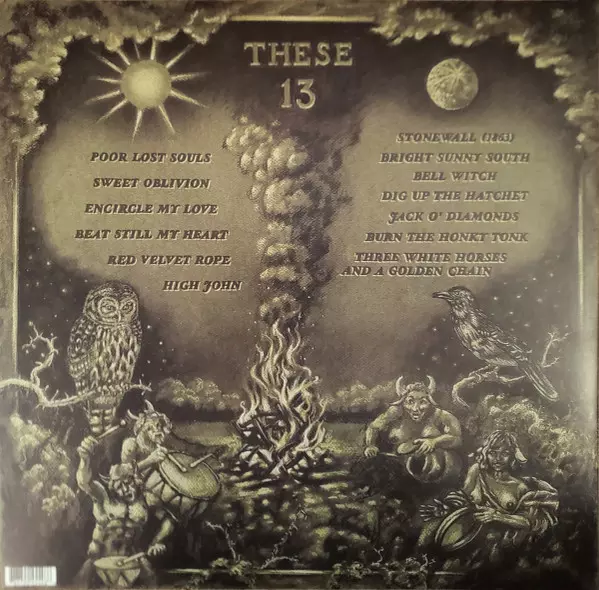 THESE
13
POOR LOST SOULS
SWEET OBLIVION
ENCIRCLE MY LOVE
BEAT STILL MY HEART
RED VELVET ROPE
HIGH JOHN
STONEWALL (1863)
BRIGHT SUNNY SOUTH
BELL WITCH
DIG UP THE HATCHET
JACK O' DIAMONDS
BURN THE HONKY TONK
THREE WHITE HORSES
AND A GOLDEN CHAIN